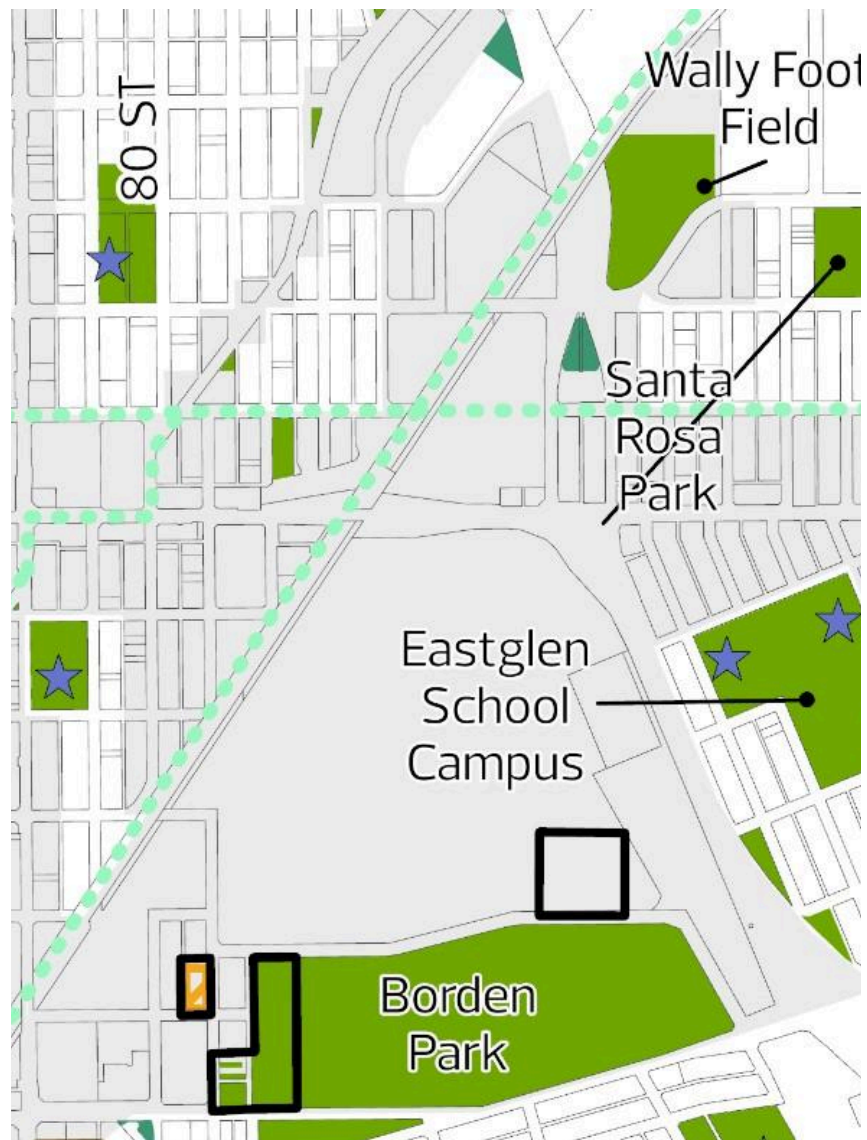 80 ST
Wally Foot
Field
Santa
Rosa
Park
Eastglen
School
Campus
Borden
Park